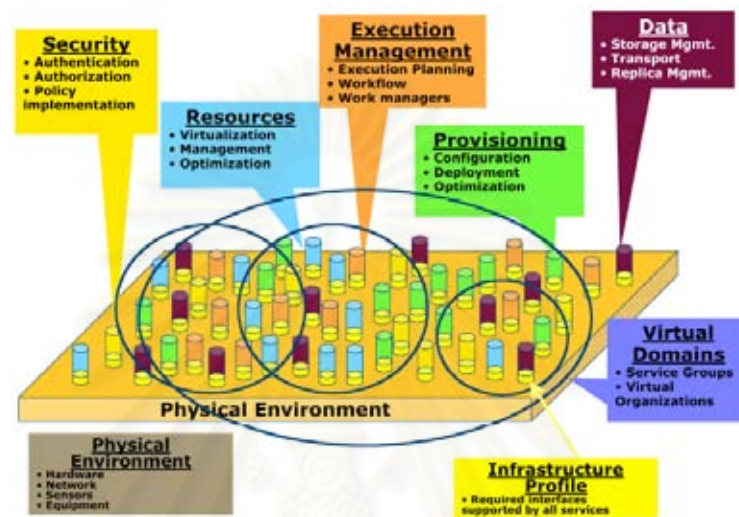 Security
• Authentication
• Authorization
• Policy
implementation
Execution
Management
• Execution Planning
• Workflow
• Work managers
Data
• Storage Mgmt.
• Transport
• Replica Mgmt.
Resources
• Virtualization
• Management
• Optimization
Provisioning
• Configuration
• Deployment
• Optimization
Virtual
Domains
• Service Groups
• Virtual
Organizations
Physical Environment
Physical
Environment
• Hardware
• Network
• Sensors
• Equipment
Infrastructure
Profile
• Required interfaces
supported by all services